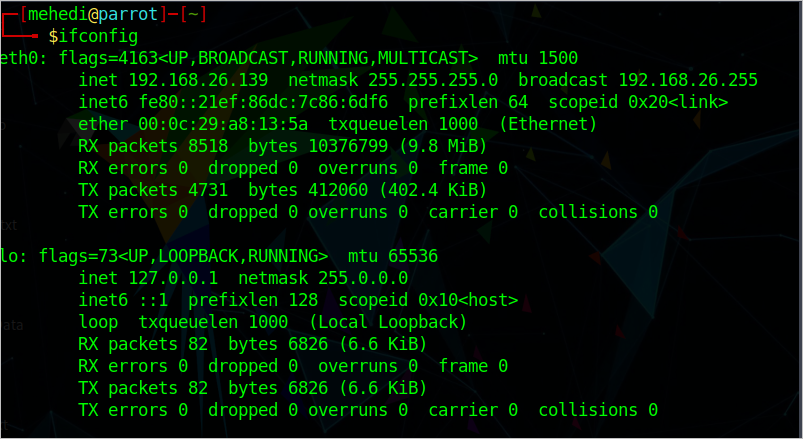 ┌─[mehedi@parrot]─[~]
└──╼ $ifconfig
eth0: flags=4163<UP,BROADCAST,RUNNING,MULTICAST>  mtu 1500
        inet 192.168.26.139  netmask 255.255.255.0  broadcast 192.168.26.255
        inet6 fe80::21ef:86dc:7c86:6df6  prefixlen 64  scopeid 0x20<link>
        ether 00:0c:29:a8:13:5a  txqueuelen 1000  (Ethernet)
        RX packets 8518  bytes 10376799 (9.8 MiB)
        RX errors 0  dropped 0  overruns 0  frame 0
        TX packets 4731  bytes 412060 (402.4 KiB)
        TX errors 0  dropped 0 overruns 0  carrier 0  collisions 0

lo: flags=73<UP,LOOPBACK,RUNNING>  mtu 65536
        inet 127.0.0.1  netmask 255.0.0.0
        inet6 ::1  prefixlen 128  scopeid 0x10<host>
        loop  txqueuelen 1000  (Local Loopback)
        RX packets 82  bytes 6826 (6.6 KiB)
        RX errors 0  dropped 0  overruns 0  frame 0
        TX packets 82  bytes 6826 (6.6 KiB)
        TX errors 0  dropped 0 overruns 0  carrier 0  collisions 0